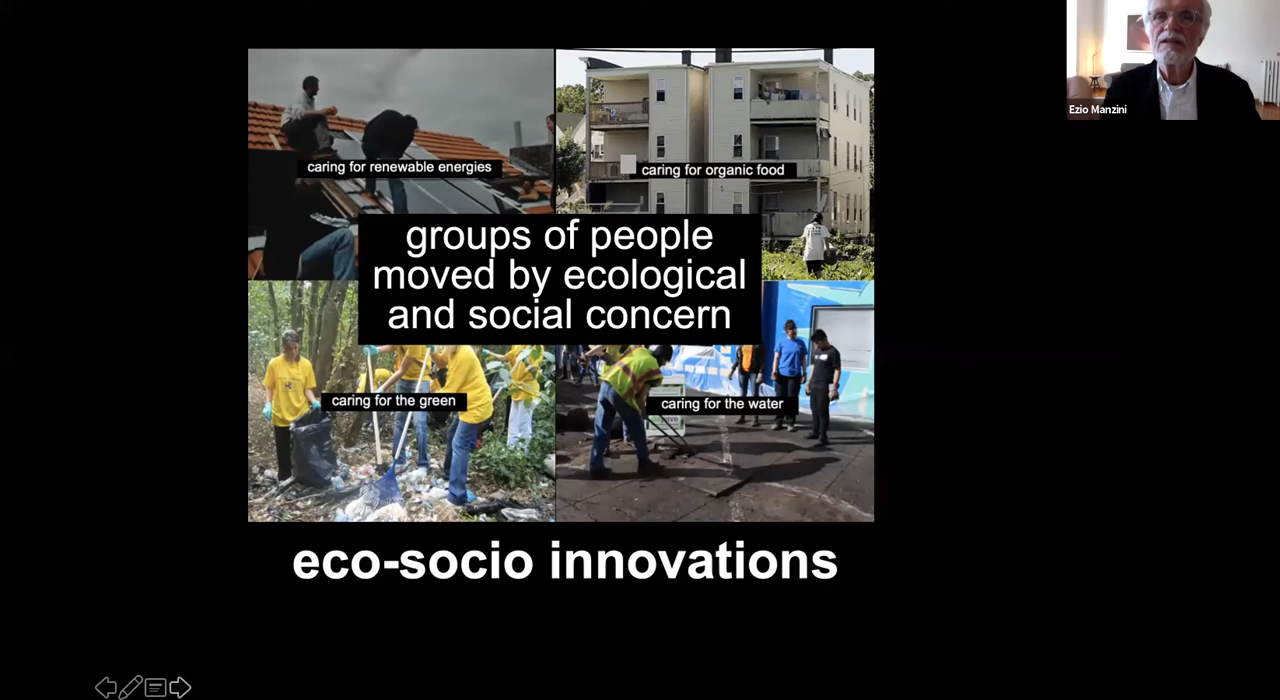 Ezio Manzini
caring for renewable energies
caring for organic food
groups of people
moved by ecological
and social concern
caring for the green
caring for the water
eco-socio innovations